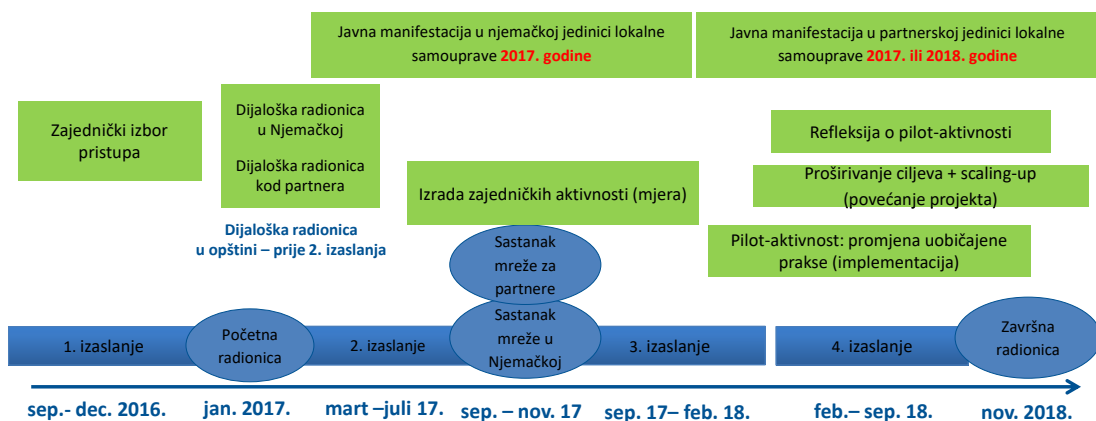 Javna manifestacija u njemačkoj jedinici lokalne
samouprave 2017. godine
Javna manifestacija u partnerskoj jedinici lokalne
samouprave 2017. ili 2018. godine
Zajednički izbor
pristupa
Dijaloška radionica
u Njemačkoj
Dijaloška radionica
kod partnera
Dijaloška radionica
u opštini – prije 2. izaslanja
Izrada zajedničkih aktivnosti (mjera)
Refleksija o pilot-aktivnosti
Proširivanje ciljeva + scaling-up
(povećanje projekta)
Pilot-aktivnost: promjena uobičajene
prakse (implementacija)
Sastanak
mreže za
partnere
1. izaslanje
Početna
radionica
2. izaslanje
Sastanak
mreže u
Njemačkoj
3. izaslanje
4. izaslanje
Završna
radionica
sep.- dec. 2016.
jan. 2017.
mart –juli 17.
sep. – nov. 17
sep. 17– feb. 18.
feb.– sep. 18.
nov. 2018.